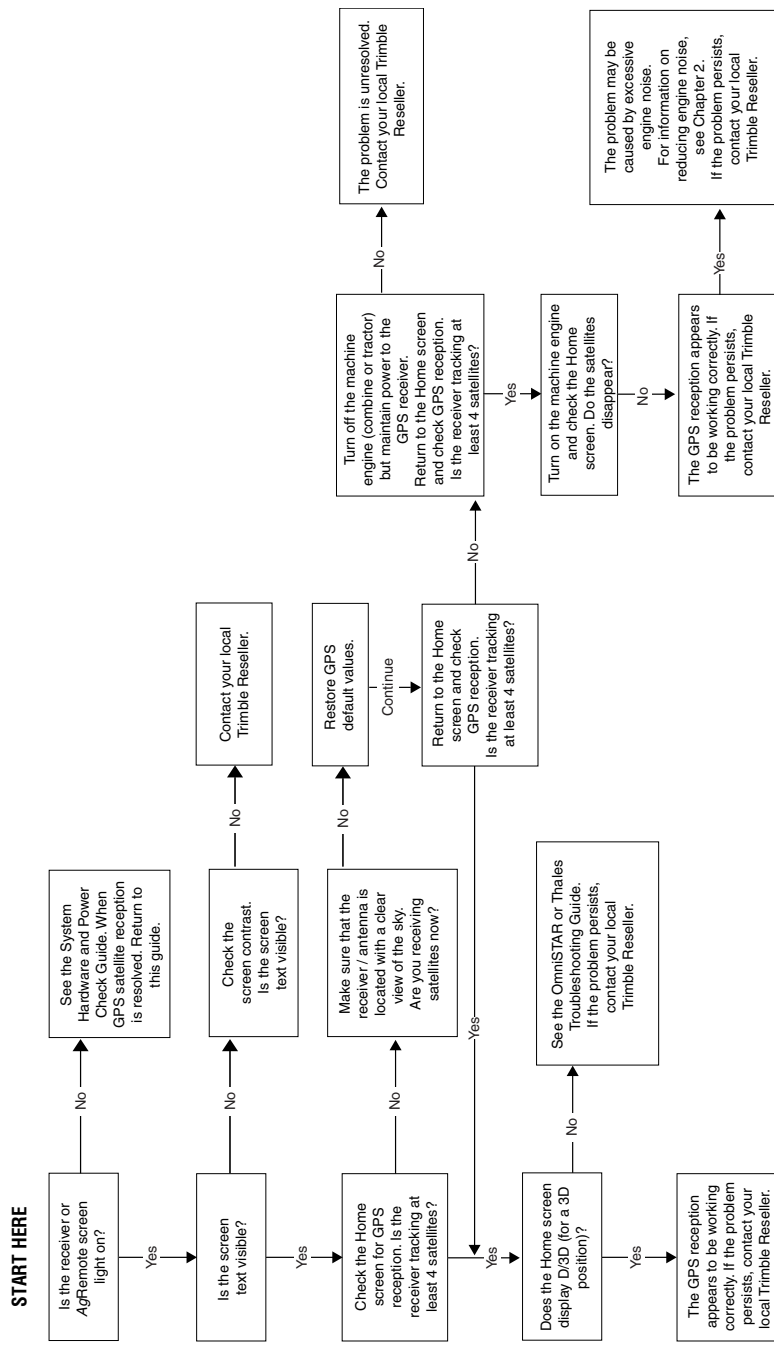 START HERE
Is the receiver or
AgRemote screen
light on?
No
See the System
Hardware and Power
Check Guide. When
GPS satellite reception
is resolved. Return to
this guide.
Yes
Is the screen
text visible?
No
Check the
screen contrast.
Is the screen
text visible?
No
Contact your local
Trimble Reseller.
Yes
Check the Home
screen for GPS
reception. Is the
receiver tracking at
least 4 satellites?
No
Make sure that the
receiver / antenna is
located with a clear
view of the sky.
Are you receiving
satellites now?
No
Restore GPS
default values.
Continue
Return to the Home
screen and check
GPS reception.
Is the receiver tracking
at least 4 satellites?
No
Turn off the machine
engine (combine or tractor)
but maintain power to the
GPS receiver.
Return to the Home screen
and check GPS reception.
Is the receiver tracking at
least 4 satellites?
No
The problem is unresolved.
Contact your local Trimble
Reseller.
Yes
Turn on the machine engine
and check the Home
screen. Do the satellites
disappear?
No
The GPS reception appears
to be working correctly. If
the problem persists,
contact your local Trimble
Reseller.
Yes
The problem may be
caused by excessive
engine noise.
For information on
reducing engine noise,
see Chapter 2.
If the problem persists,
contact your local
Trimble Reseller.
Yes
Yes
Does the Home screen
display D/3D (for a 3D
position)?
No
See the OmniSTAR or Thales
Troubleshooting Guide.
If the problem persists,
contact your local
Trimble Reseller.
Yes
The GPS reception
appears to be working
correctly. If the problem
persists, contact your
local Trimble Reseller.